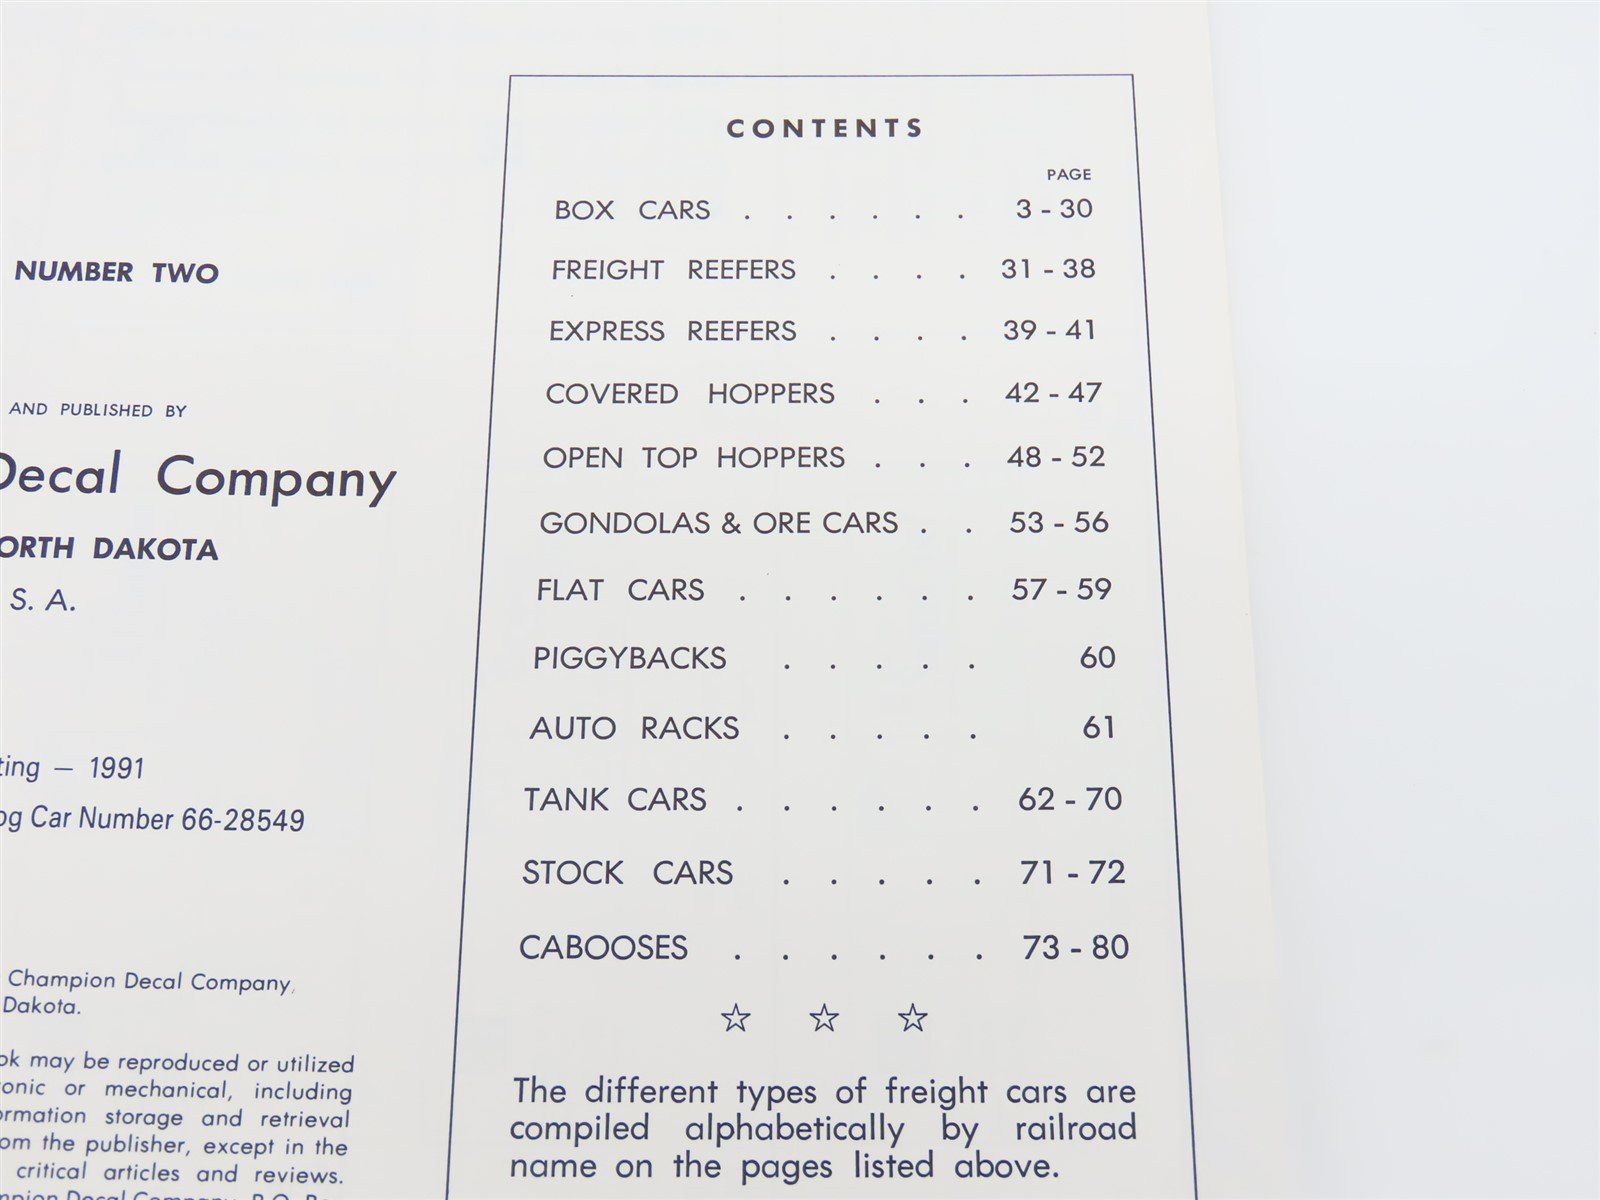 NUMBER TWO
AND PUBLISHED BY
Decal Company
ORTH DAKOTA
S. A.
ting — 1991
og Car Number 66-28549
Champion Decal Company,
Dakota.
ok may be reproduced or utilized
onic or mechanical, including
ormation storage and retrieval
om the publisher, except in the
critical articles and reviews.
CONTENTS
PAGE
BOX CARS . . . . . . 3 - 30
FREIGHT REEFERS . . . . 31 - 38
EXPRESS REEFERS . . . . 39 - 41
COVERED HOPPERS . . . 42 - 47
OPEN TOP HOPPERS . . . 48 - 52
GONDOLAS & ORE CARS . . 53 - 56
FLAT CARS . . . . . . 57 - 59
PIGGYBACKS . . . . . 60
AUTO RACKS . . . . . 61
TANK CARS . . . . . . 62 - 70
STOCK CARS . . . . . 71 - 72
CABOOSES . . . . . . 73 - 80
☆ ☆ ☆
The different types of freight cars are
compiled alphabetically by railroad
name on the pages listed above.